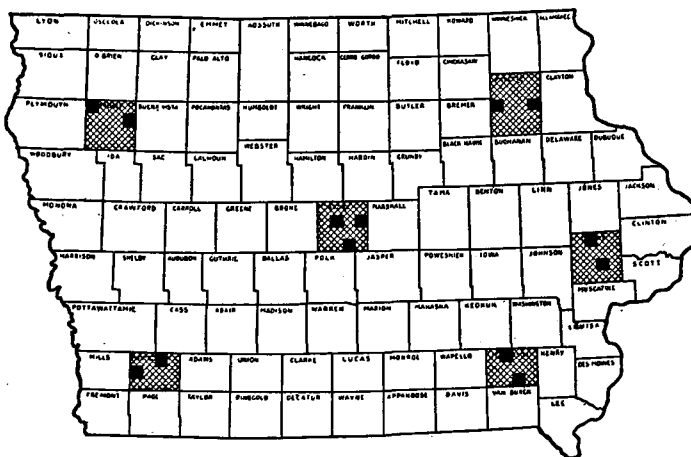 LYON OSCEOLA DICKINSON EMMET KOSSUTH WINNEBAGO WORTH MITCHELL HOWARD WINNESHIEK ALLAMAKEE
SIOUX O'BRIEN CLAY PALO ALTO HANCOCK CERRO GORDO FLOYD CHICKASAW CLAYTON
PLYMOUTH BUENA VISTA POCAHONTAS HUMBOLDT WRIGHT FRANKLIN BUTLER BREMER
WOODBURY IDA SAC CALHOUN WEBSTER HAMILTON HARDIN GRUNDY BLACK HAWK BUCHANAN DELAWARE DUBUQUE
MONONA CRAWFORD CARROLL GREENE BOONE MARSHALL TAMA BENTON LINN JONES JACKSON
CLINTON
HARRISON SHELBY AUDUBON GUTHRIE DALLAS POLK JASPER POWESHIEK IOWA JOHNSON SCOTT
MUSCATINE
POTTAWATTAMIE CASS ADAIR MADISON WARREN MARION MAHASKA KEOKUK WASHINGTON
LOUISA
MILLS ADAMS UNION CLARKE LUCAS MONROE WAPELLO HENRY
DES MOINES
FREMONT PAGE TAYLOR RINGGOLD DECATUR WAYNE APPANOOSE DAVIS VAN BUREN
LEE